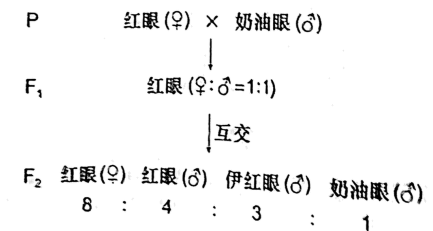 P 红眼(♀) × 奶油眼(♂)
F₁ 红眼(♀:♂=1:1)
互交
F₂ 红眼(♀) 红眼(♂) 伊红眼(♂) 奶油眼(♂)
8 : 4 : 3 : 1